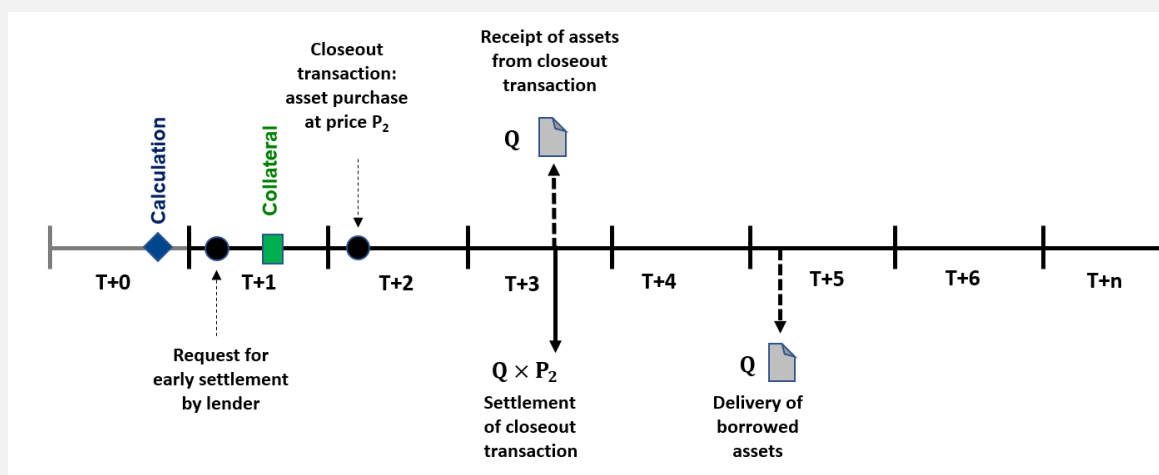 Closeout
transaction:
asset purchase
at price P₂
Receipt of assets
from closeout
transaction
Calculation
Collateral
Q
T+0
T+1
T+2
T+3
T+4
T+5
T+6
T+n
Request for
early settlement
by lender
Q × P₂
Settlement
of closeout
transaction
Q
Delivery of
borrowed
assets